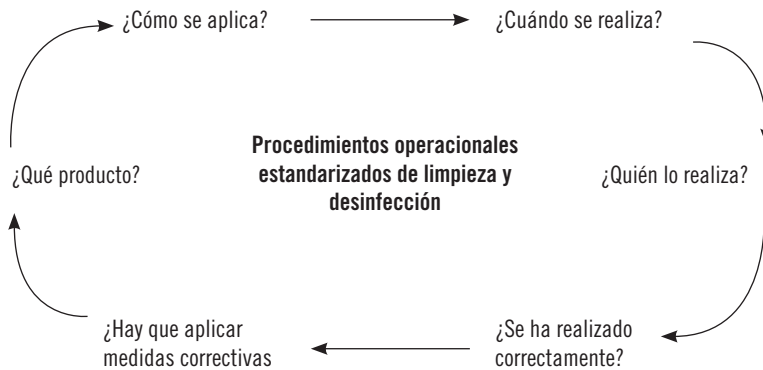 ¿Cómo se aplica?
¿Cuándo se realiza?
¿Qué producto?
Procedimientos operacionales
estandarizados de limpieza y
desinfección
¿Quién lo realiza?
¿Hay que aplicar
medidas correctivas
¿Se ha realizado
correctamente?